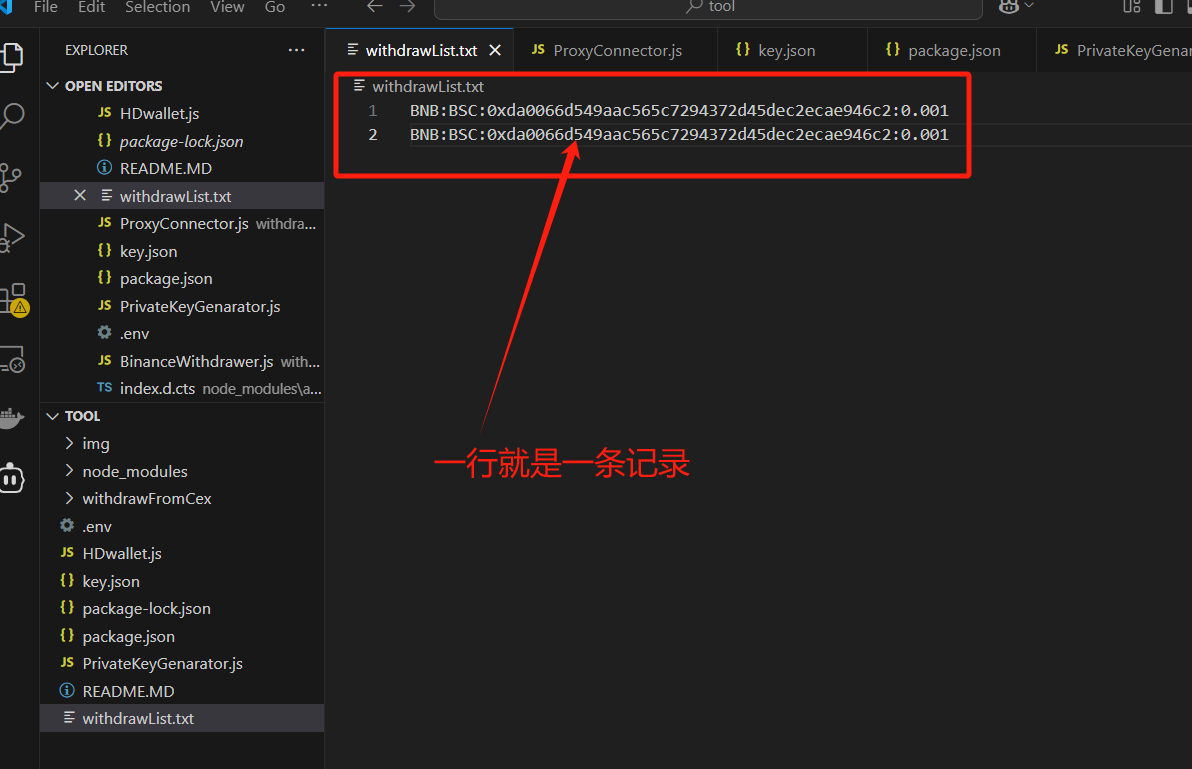 File Edit Selection View Go ··· tool
EXPLORER ···
OPEN EDITORS
JS HDwallet.js
{} package-lock.json
README.MD
withdrawList.txt
JS ProxyConnector.js withdra...
{} key.json
{} package.json
JS PrivateKeyGenarator.js
.env
JS BinanceWithdrawer.js with...
TS index.d.cts node_modules\a...
TOOL
img
node_modules
withdrawFromCex
.env
JS HDwallet.js
{} key.json
{} package-lock.json
{} package.json
JS PrivateKeyGenarator.js
README.MD
withdrawList.txt
withdrawList.txt JS ProxyConnector.js {} key.json {} package.json JS PrivateKeyGenar
withdrawList.txt
1 BNB:BSC:0xda0066d549aac565c7294372d45dec2ecae946c2:0.001
2 BNB:BSC:0xda0066d549aac565c7294372d45dec2ecae946c2:0.001
一行就是一条记录